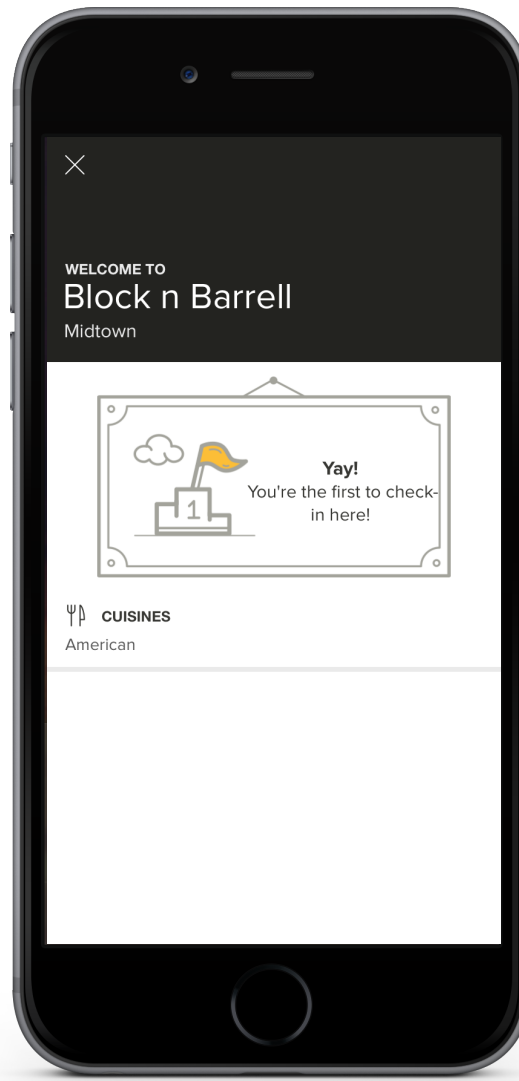 WELCOME TO
Block n Barrell
Midtown
1
Yay!
You're the first to check-
in here!
CUISINES
American